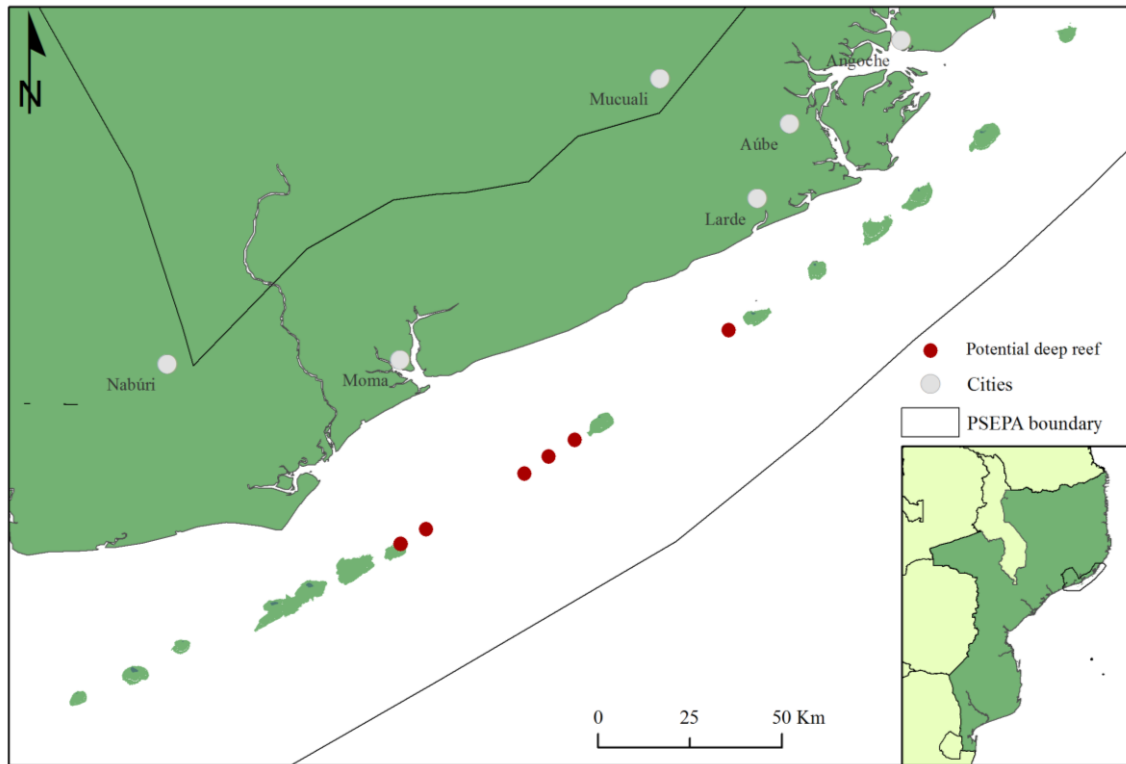 N
Angoche
Mucuali
Aúbe
Larde
Nabúri
Moma
Potential deep reef
Cities
PSEPA boundary
0 25 50 Km